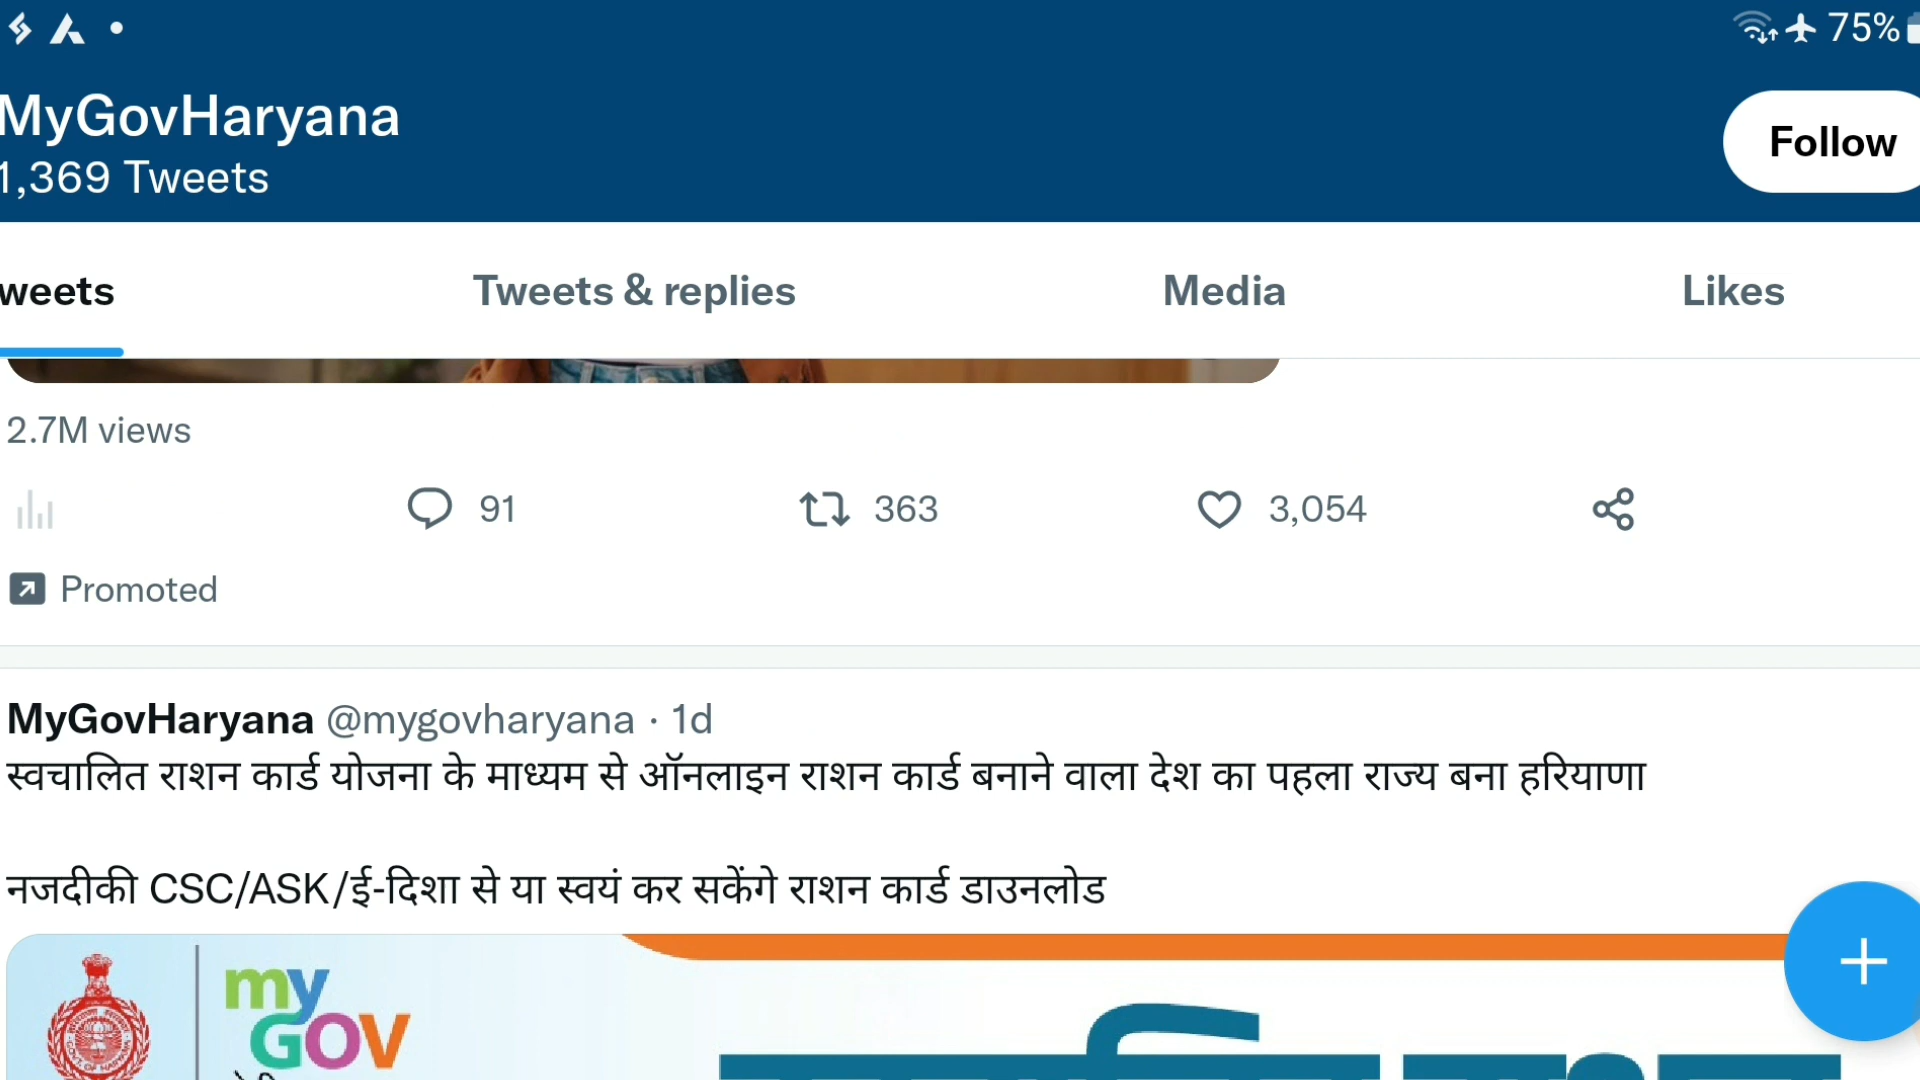 75%
MyGovHaryana
1,369 Tweets
Follow
weets
Tweets & replies
Media
Likes
2.7M views
91
363
3,054
Promoted
MyGovHaryana @mygovharyana · 1d
स्वचालित राशन कार्ड योजना के माध्यम से ऑनलाइन राशन कार्ड बनाने वाला देश का पहला राज्य बना हरियाणा
नजदीकी CSC/ASK/ई-दिशा से या स्वयं कर सकेंगे राशन कार्ड डाउनलोड
my
GOV